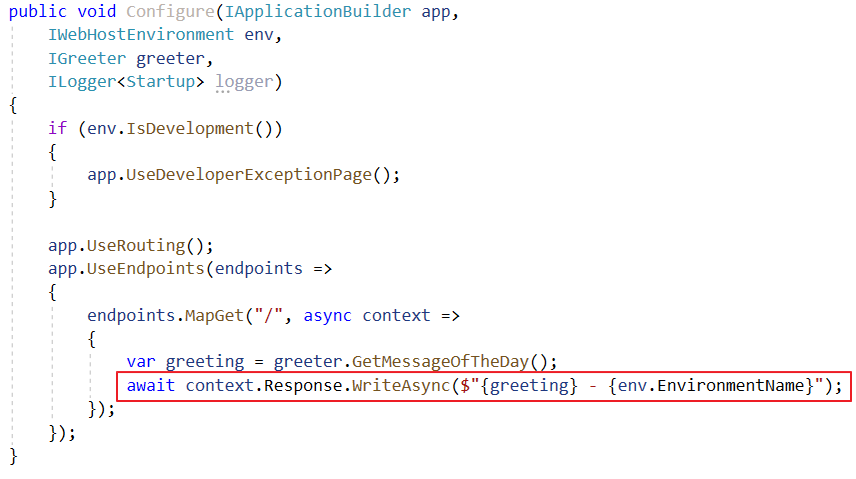 public void Configure(IApplicationBuilder app,
    IWebHostEnvironment env,
    IGreeter greeter,
    ILogger<Startup> logger)
{
    if (env.IsDevelopment())
    {
        app.UseDeveloperExceptionPage();
    }

    app.UseRouting();
    app.UseEndpoints(endpoints =>
    {
        endpoints.MapGet("/", async context =>
        {
            var greeting = greeter.GetMessageOfTheDay();
            await context.Response.WriteAsync($"{greeting} - {env.EnvironmentName}");
        });
    });
}